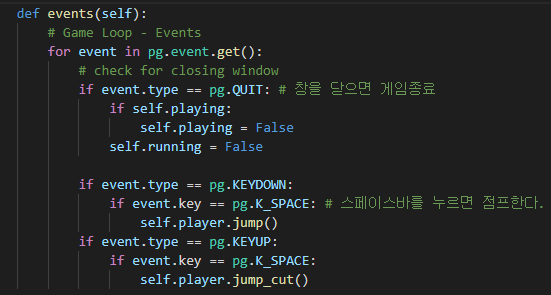 def events(self):
    # Game Loop - Events
    for event in pg.event.get():
        # check for closing window
        if event.type == pg.QUIT: # 창을 닫으면 게임종료
            if self.playing:
                self.playing = False
            self.running = False

        if event.type == pg.KEYDOWN:
            if event.key == pg.K_SPACE: # 스페이스바를 누르면 점프한다.
                self.player.jump()
        if event.type == pg.KEYUP:
            if event.key == pg.K_SPACE:
                self.player.jump_cut()